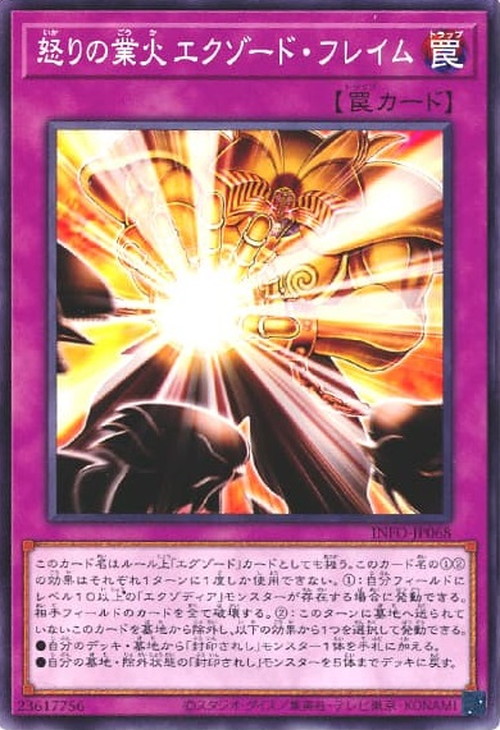 怒りの業火 エクゾード・フレイム
罠
トラップ
【罠カード】
INFO-JP068
このカード名はルール上「エクゾード」カードとしても扱う。このカード名の①②
の効果はそれぞれ1ターンに1度しか使用できない。①:自分フィールドに
レベル10以上の「エクゾディア」モンスターが存在する場合に発動できる。
相手フィールドのカードを全て破壊する。②:このターンに墓地へ送られて
いないこのカードを墓地から除外し、以下の効果から1つを選択して発動できる。
●自分のデッキ・墓地から「封印されし」モンスター1体を手札に加える。
●自分の墓地・除外状態の「封印されし」モンスターを5体までデッキに戻す。
23617756
©スタジオ・ダイス/集英社・テレビ東京・KONAMI